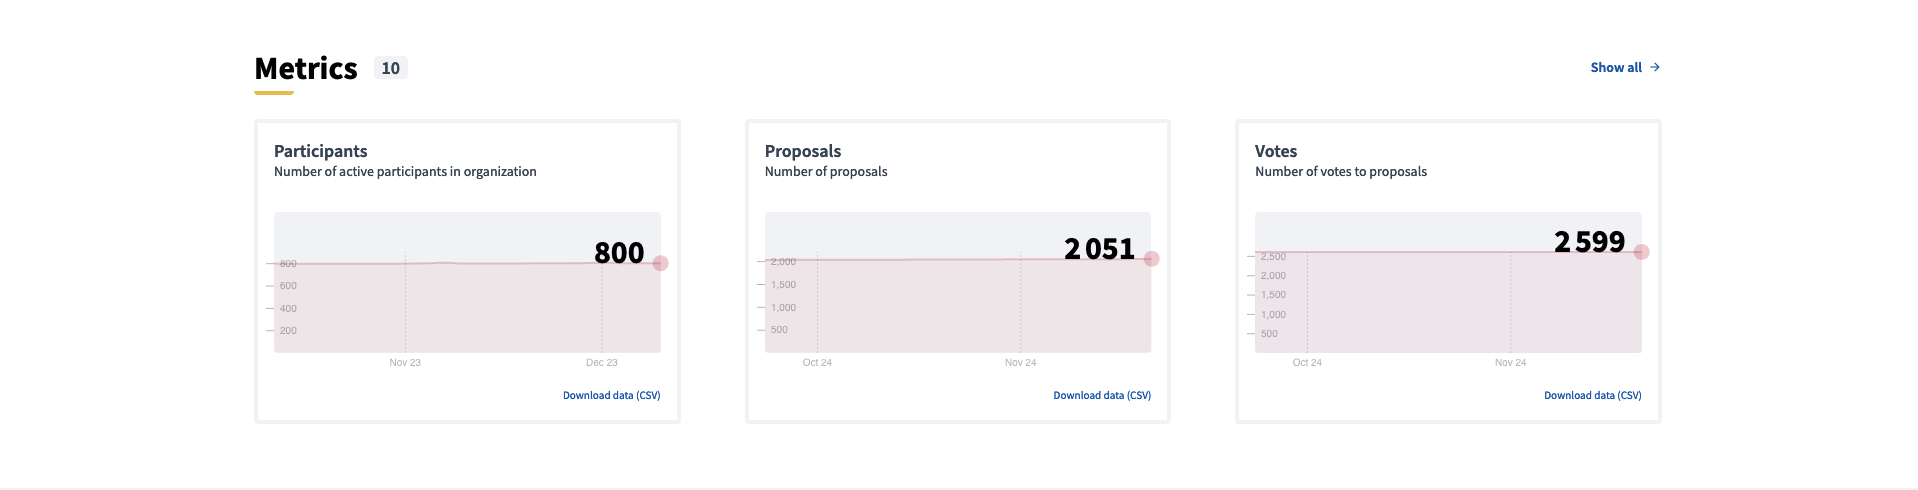 Metrics 10
Show all →
Participants
Number of active participants in organization
800
800
600
400
200
Nov 23
Dec 23
Download data (CSV)
Proposals
Number of proposals
2 051
2,000
1,500
1,000
500
Oct 24
Nov 24
Download data (CSV)
Votes
Number of votes to proposals
2 599
2,500
2,000
1,500
1,000
500
Oct 24
Nov 24
Download data (CSV)